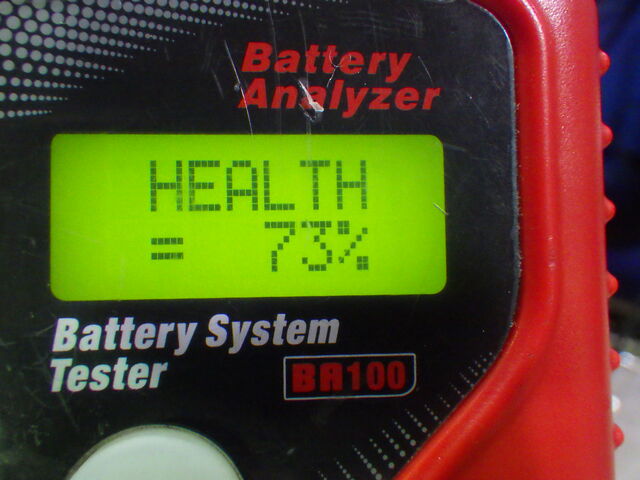 Battery
Analyzer
HEALTH
= 73%
Battery System
Tester
BA100